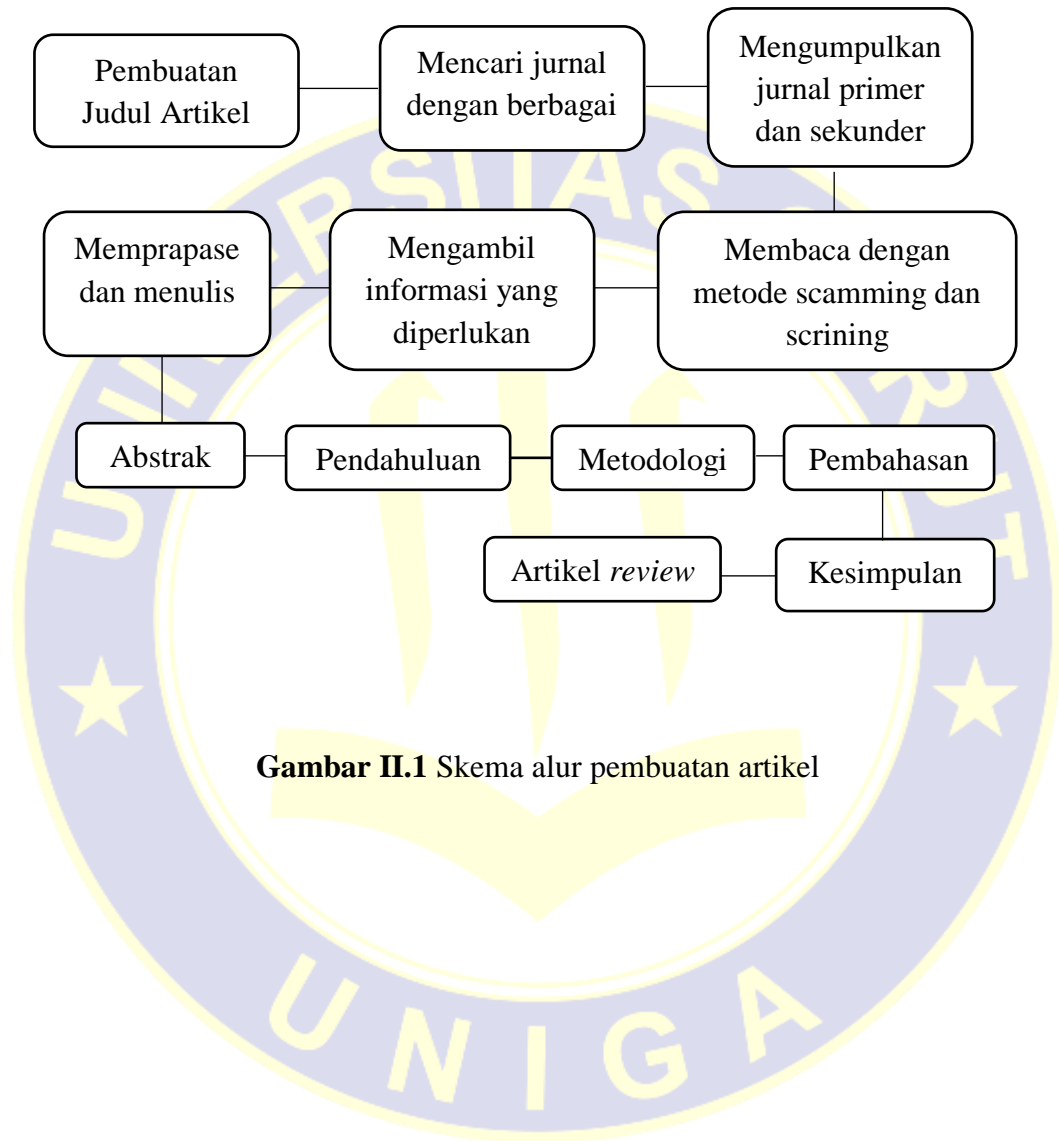 Pembuatan
Judul Artikel
Mencari jurnal
dengan berbagai
Mengumpulkan
jurnal primer
dan sekunder
Membaca dengan
metode scamming dan
scrining
Mengambil
informasi yang
diperlukan
Memprapase
dan menulis
Abstrak
Pendahuluan
Metodologi
Pembahasan
Kesimpulan
Artikel review
Gambar II.1 Skema alur pembuatan artikel
UNIGA